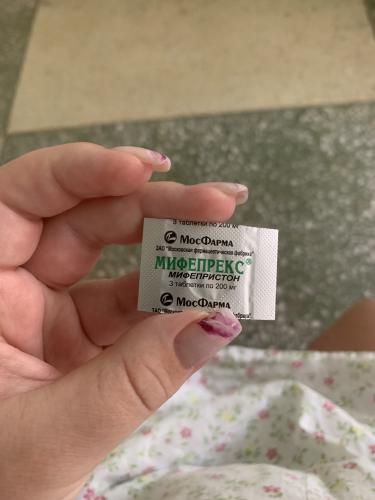 3 таблетки по 200 мг
МОСФАРМА
ЗАО "Московская фармацевтическая фабрика"
МИФЕПРЕКС®
МИФЕПРИСТОН
3 таблетки по 200 мг
МОСФАРМА